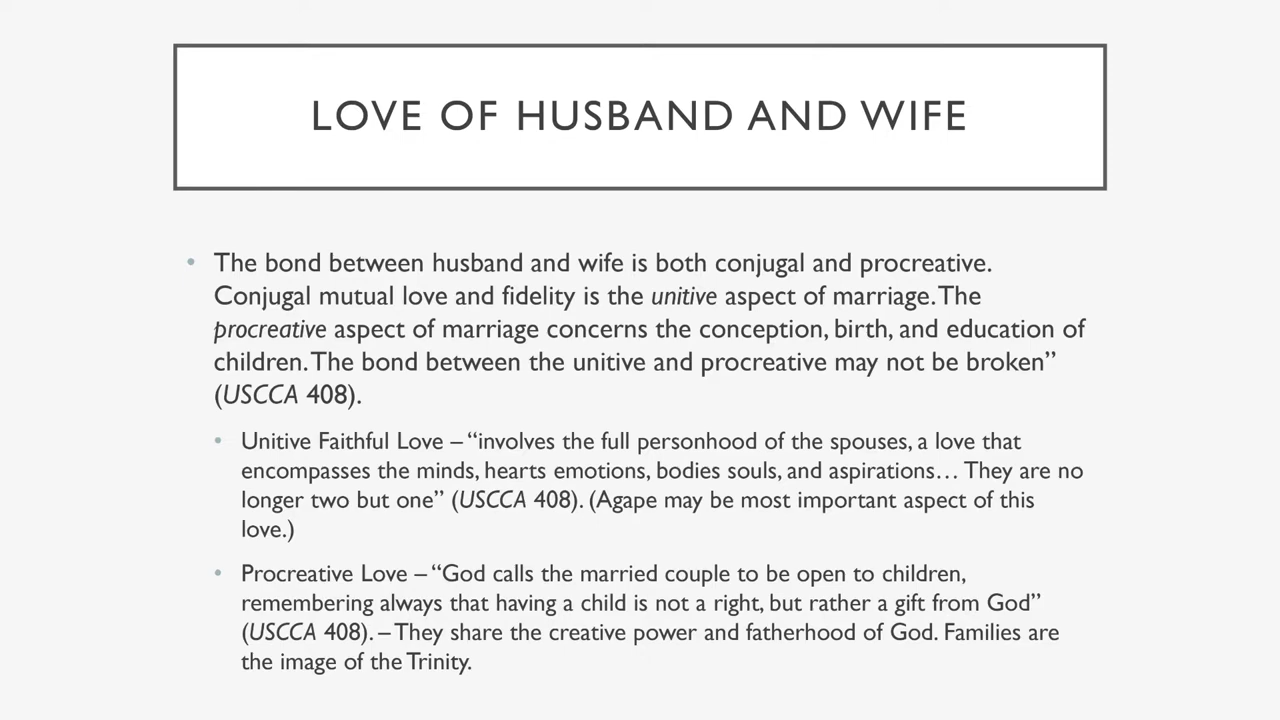 LOVE OF HUSBAND AND WIFE
• The bond between husband and wife is both conjugal and procreative.
Conjugal mutual love and fidelity is the unitive aspect of marriage. The
procreative aspect of marriage concerns the conception, birth, and education of
children. The bond between the unitive and procreative may not be broken”
(USCCA 408).
• Unitive Faithful Love – “involves the full personhood of the spouses, a love that
encompasses the minds, hearts emotions, bodies souls, and aspirations… They are no
longer two but one” (USCCA 408). (Agape may be most important aspect of this
love.)
• Procreative Love – “God calls the married couple to be open to children,
remembering always that having a child is not a right, but rather a gift from God”
(USCCA 408). – They share the creative power and fatherhood of God. Families are
the image of the Trinity.